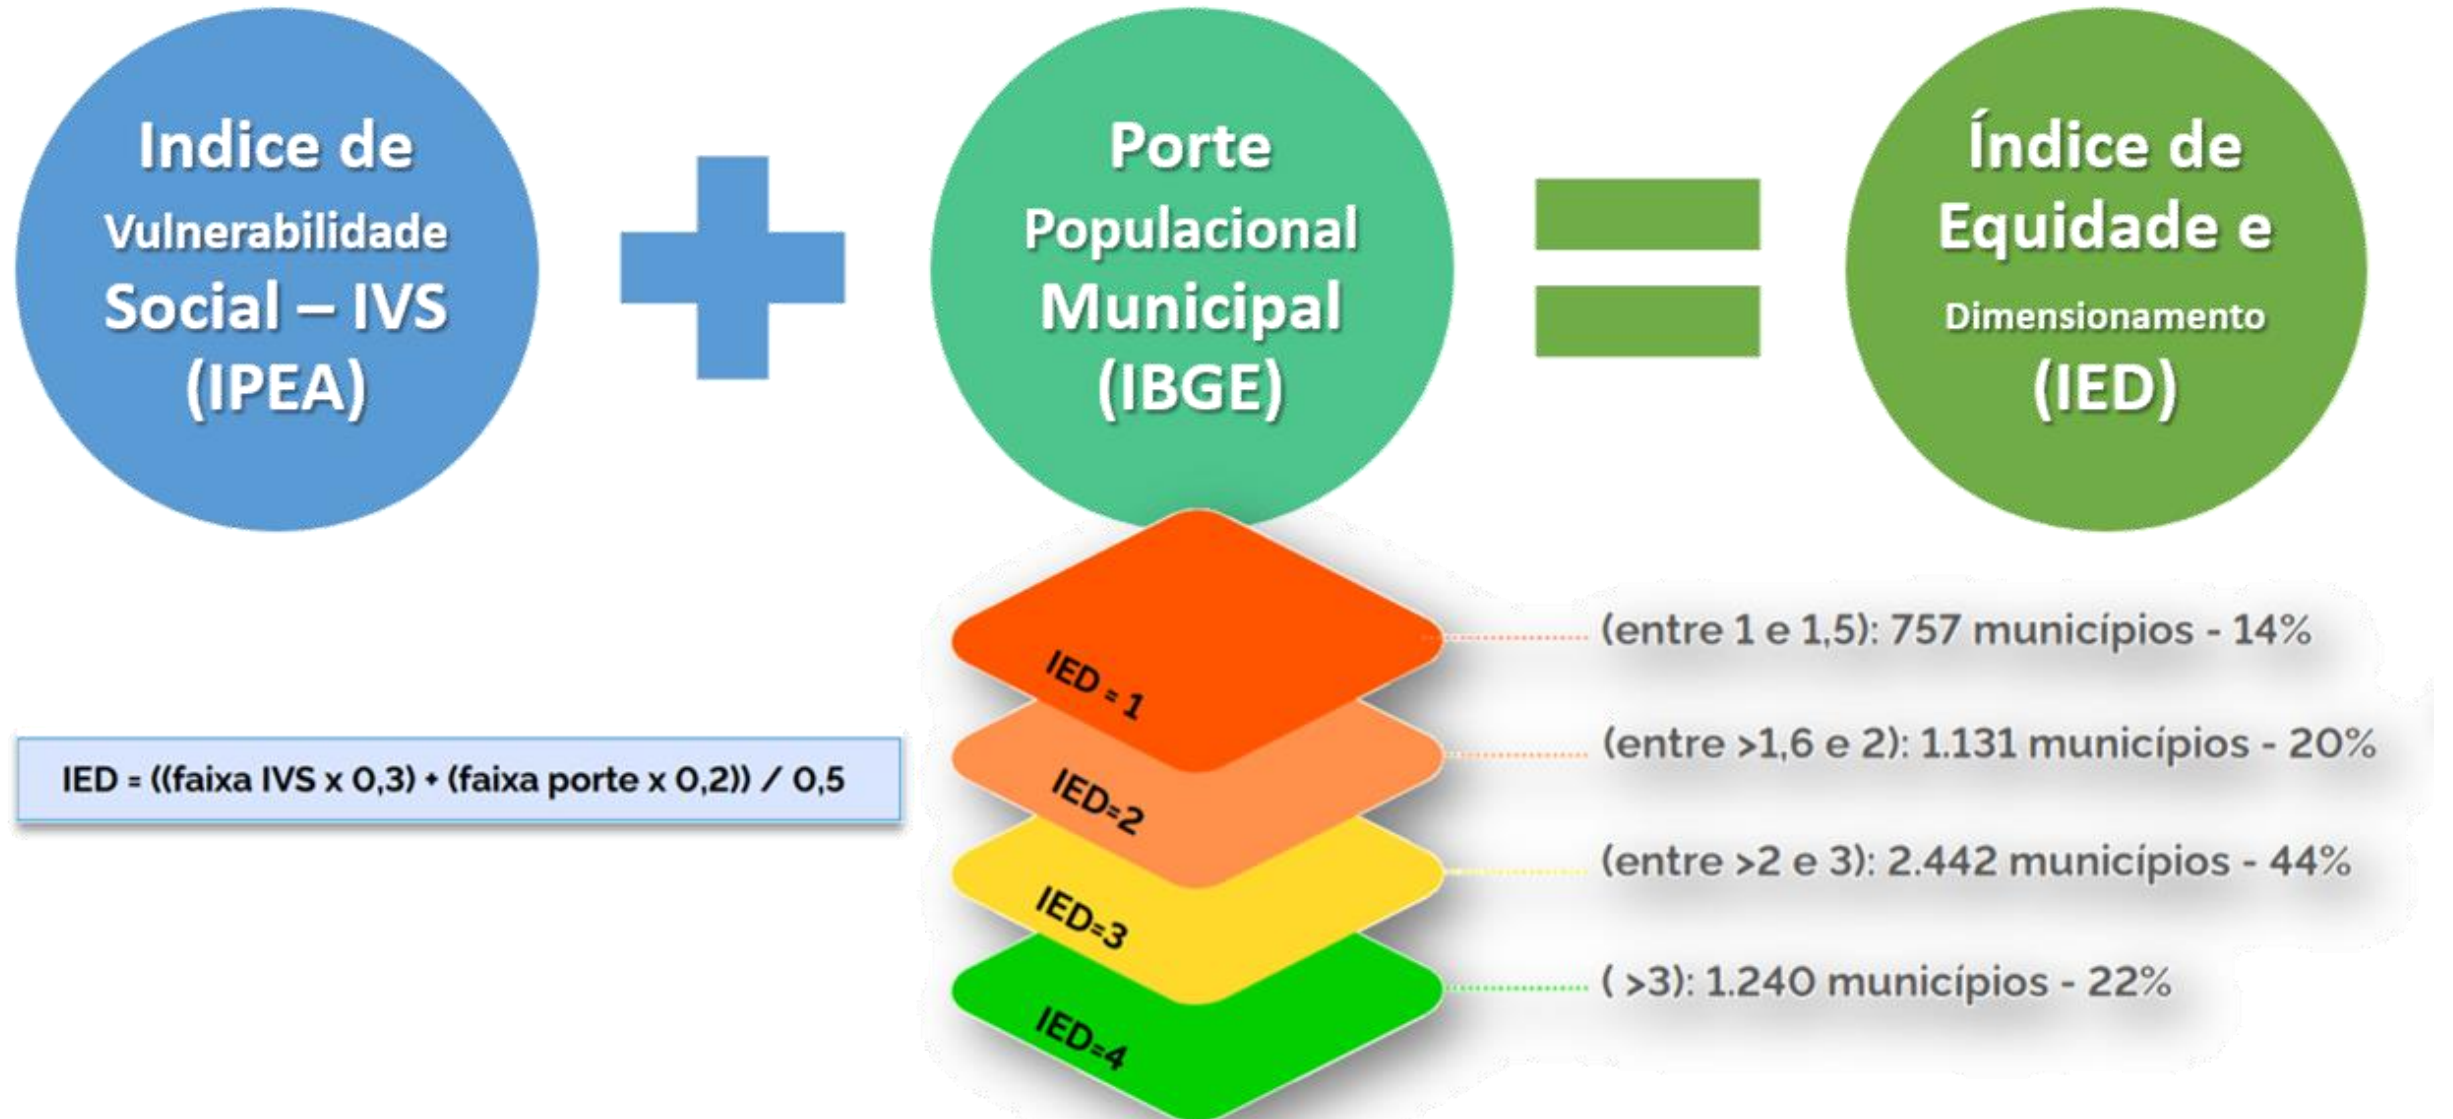 Indice de
Vulnerabilidade
Social – IVS
(IPEA)
Porte
Populacional
Municipal
(IBGE)
Índice de
Equidade e
Dimensionamento
(IED)
IED = ((faixa IVS x 0,3) + (faixa porte x 0,2)) / 0,5
IED = 1
(entre 1 e 1,5): 757 municípios - 14%
IED=2
(entre >1,6 e 2): 1.131 municípios - 20%
IED=3
(entre >2 e 3): 2.442 municípios - 44%
IED=4
( >3): 1.240 municípios - 22%